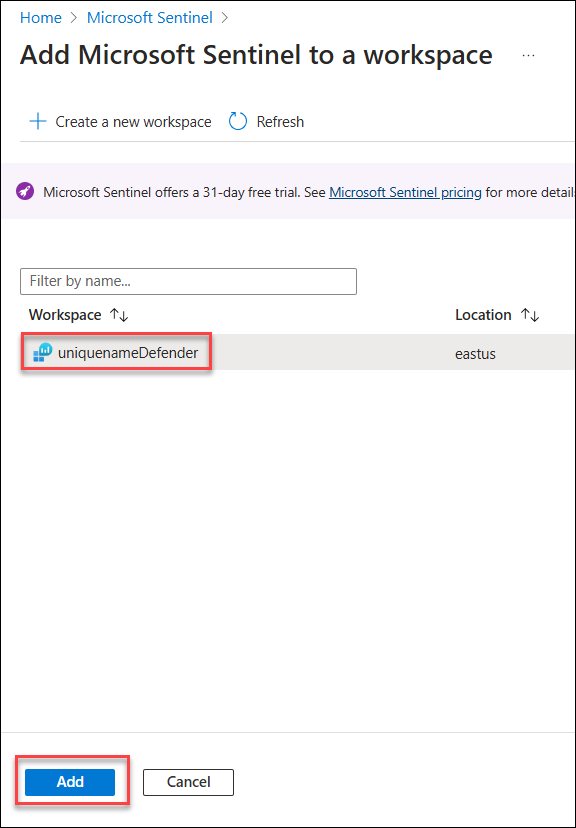 Home > Microsoft Sentinel >
Add Microsoft Sentinel to a workspace ...
Create a new workspace Refresh
Microsoft Sentinel offers a 31-day free trial. See Microsoft Sentinel pricing for more details
Filter by name...
Workspace ↑↓ Location ↑↓
uniquenameDefender eastus
Add Cancel